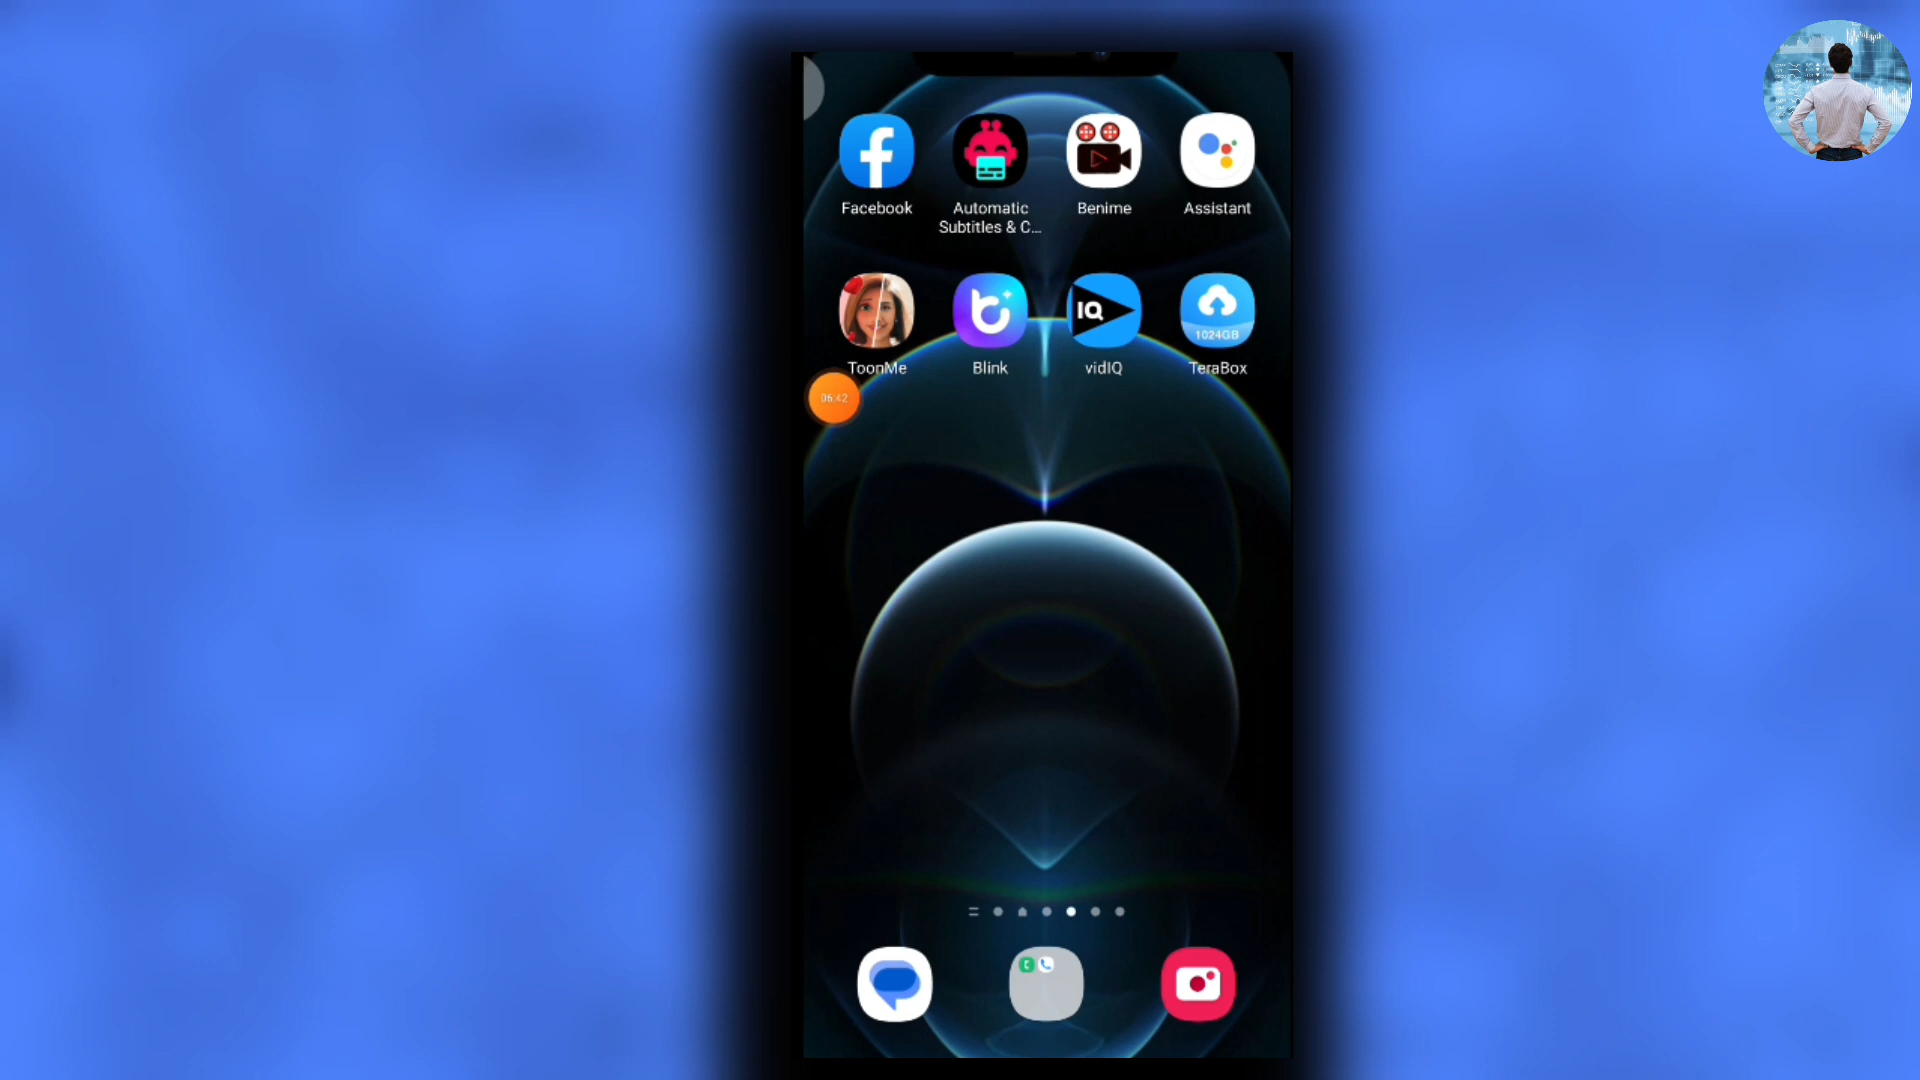 Facebook
Automatic
Subtitles & C...
Benime
Assistant
ToonMe
Blink
IQ
vidIQ
1024GB
TeraBox
06:42